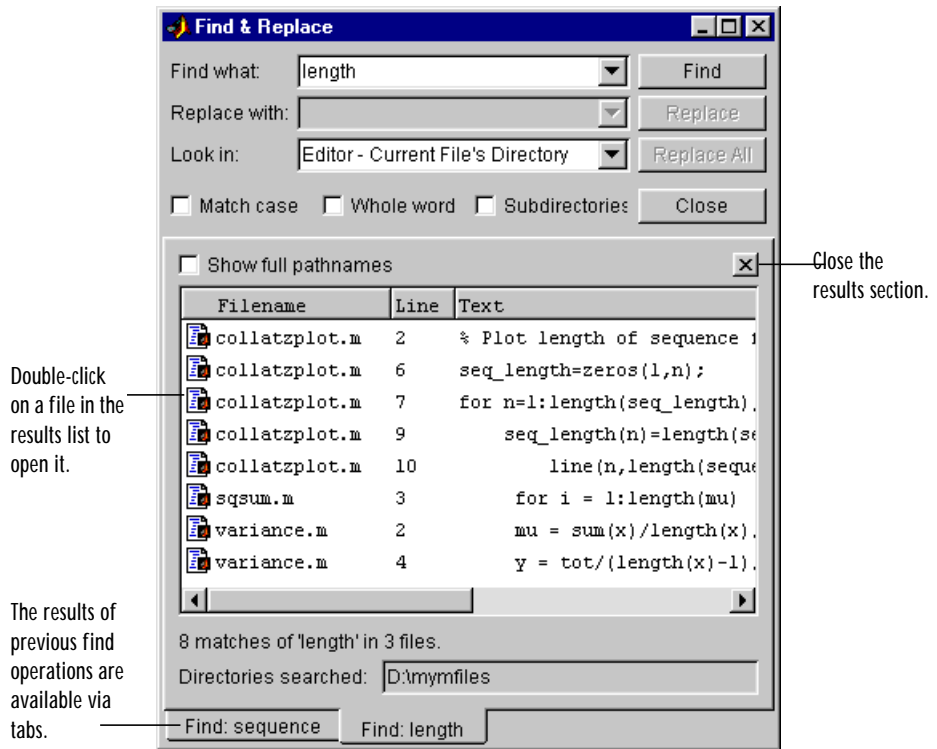 Find & Replace
Find what: length Find
Replace with: Replace
Look in: Editor - Current File's Directory Replace All
Match case Whole word Subdirectories Close
Show full pathnames
Close the
results section.
Filename Line Text
collatzplot.m 2 % Plot length of sequence
collatzplot.m 6 seq_length=zeros(1,n);
collatzplot.m 7 for n=1:length(seq_length)
collatzplot.m 9 seq_length(n)=length(se
collatzplot.m 10 line(n,length(seque
sqsum.m 3 for i = 1:length(mu)
variance.m 2 mu = sum(x)/length(x)
variance.m 4 y = tot/(length(x)-1)
Double-click
on a file in the
results list to
open it.
8 matches of 'length' in 3 files.
Directories searched: D:\mymfiles
The results of
previous find
operations are
available via
tabs.
Find: sequence Find: length